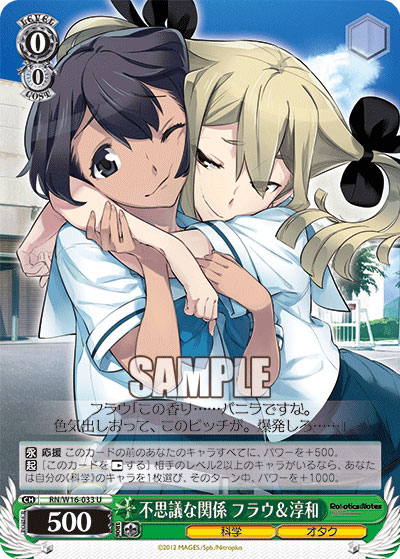 LEVEL
0
0
COST
SAMPLE
フラウ「この香り……バニラですな。
色気出しおって、このビッチが。爆発しろ……」
永 応援 このカードの前のあなたのキャラすべてに、パワーを+500。
起 [このカードを する] 相手のレベル2以上のキャラがいるなら、あなた
は自分の《科学》のキャラを1枚選び、そのターン中、パワーを+1000。
CH RN/W16-033 U
500
不思議な関係 フラウ&淳和
Robotics;Notes
科学 オタク
©2012 MAGES./5pb./Nitroplus